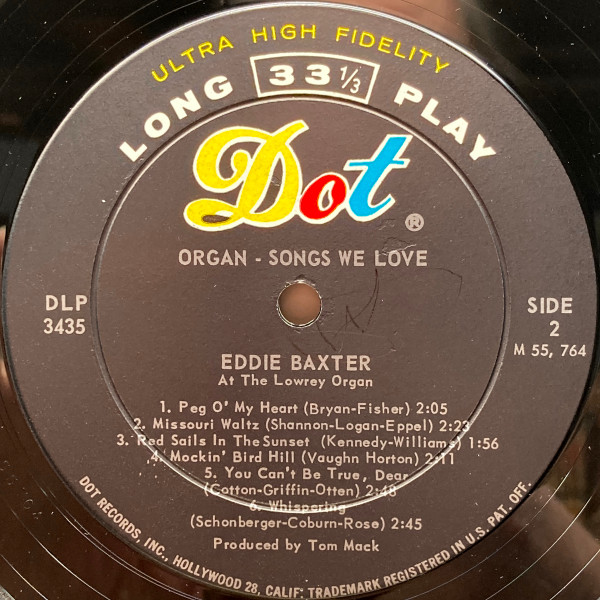 ULTRA HIGH FIDELITY
LONG 33 1/3 PLAY
Dot
®
ORGAN - SONGS WE LOVE
DLP
3435
SIDE
2
M 55, 764
EDDIE BAXTER
At The Lowrey Organ
1. Peg O' My Heart (Bryan-Fisher) 2:05
2. Missouri Waltz (Shannon-Logan-Eppel) 2:23
3. Red Sails In The Sunset (Kennedy-Williams) 1:56
4. Mockin' Bird Hill (Vaughn Horton) 2:11
5. You Can't Be True, Dear
(Cotton-Griffin-Otten) 2:48
6. Whispering
(Schonberger-Coburn-Rose) 2:45
Produced by Tom Mack
DOT RECORDS, INC., HOLLYWOOD 28, CALIF: TRADEMARK REGISTERED IN U.S. PAT. OFF.